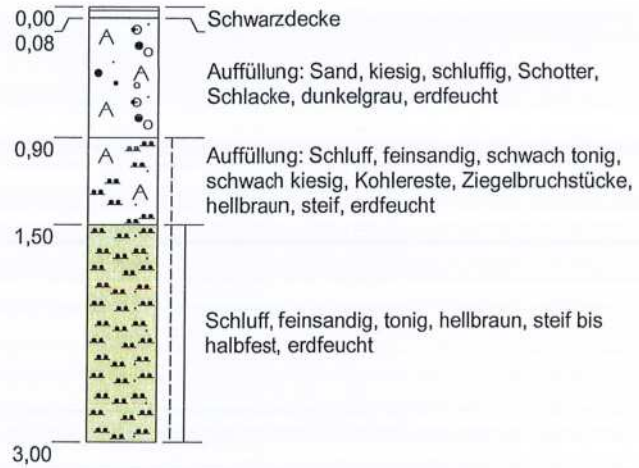 0,00
Schwarzdecke
0,08
Auffüllung: Sand, kiesig, schluffig, Schotter,
Schlacke, dunkelgrau, erdfeucht
0,90
Auffüllung: Schluff, feinsandig, schwach tonig,
schwach kiesig, Kohlereste, Ziegelbruchstücke,
hellbraun, steif, erdfeucht
1,50
Schluff, feinsandig, tonig, hellbraun, steif bis
halbfest, erdfeucht
3,00